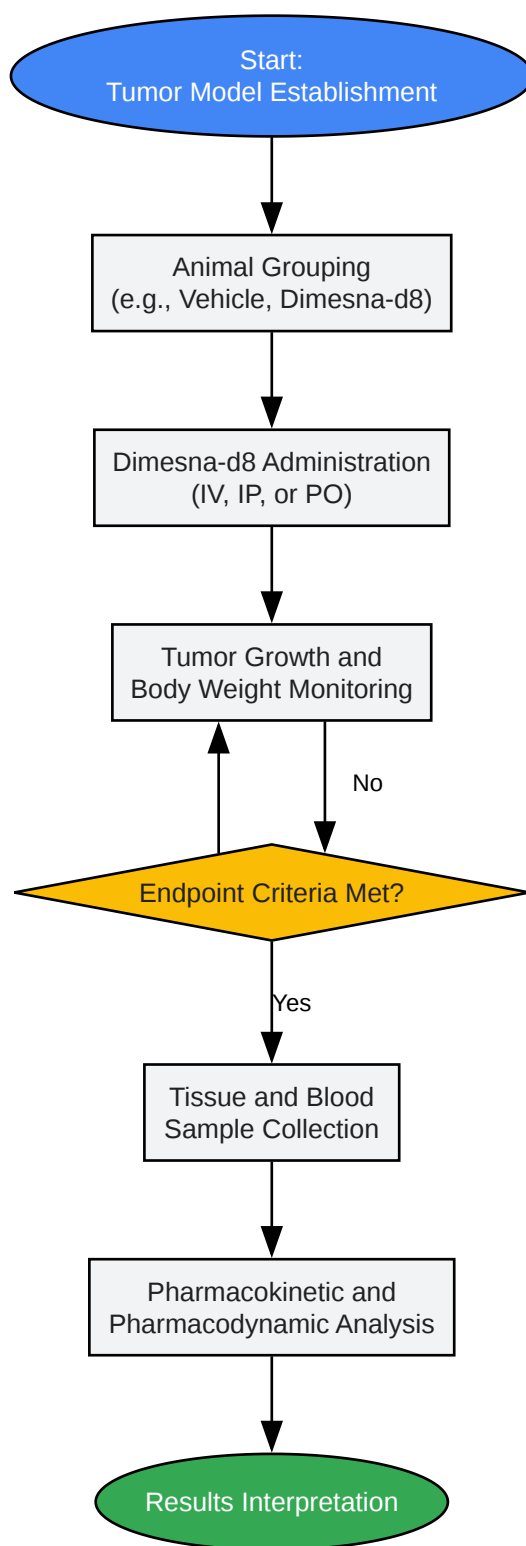 Start:
Tumor Model Establishment
Animal Grouping
(e.g., Vehicle, Dimesna-d8)
Dimesna-d8 Administration
(IV, IP, or PO)
Tumor Growth and
Body Weight Monitoring
No
Endpoint Criteria Met?
Yes
Tissue and Blood
Sample Collection
Pharmacokinetic and
Pharmacodynamic Analysis
Results Interpretation